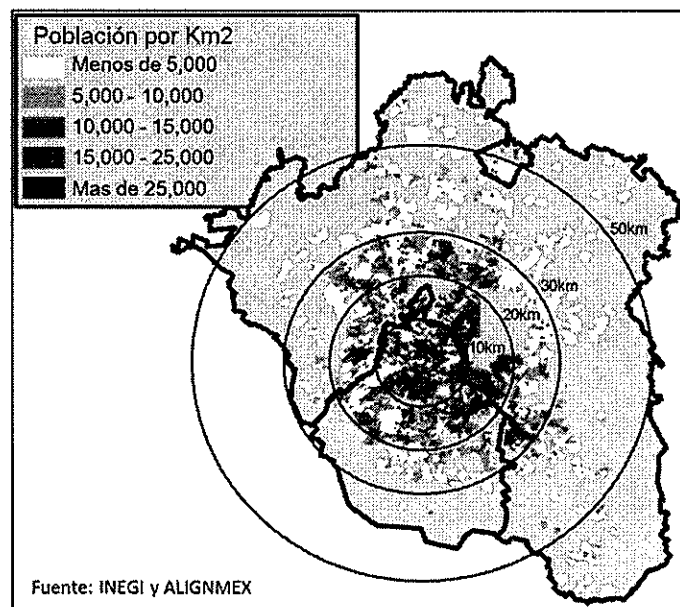 Población por Km2
Menos de 5,000
5,000 - 10,000
10,000 - 15,000
15,000 - 25,000
Mas de 25,000
50km
30km
20km
10km
Fuente: INEGI y ALIGNMEX